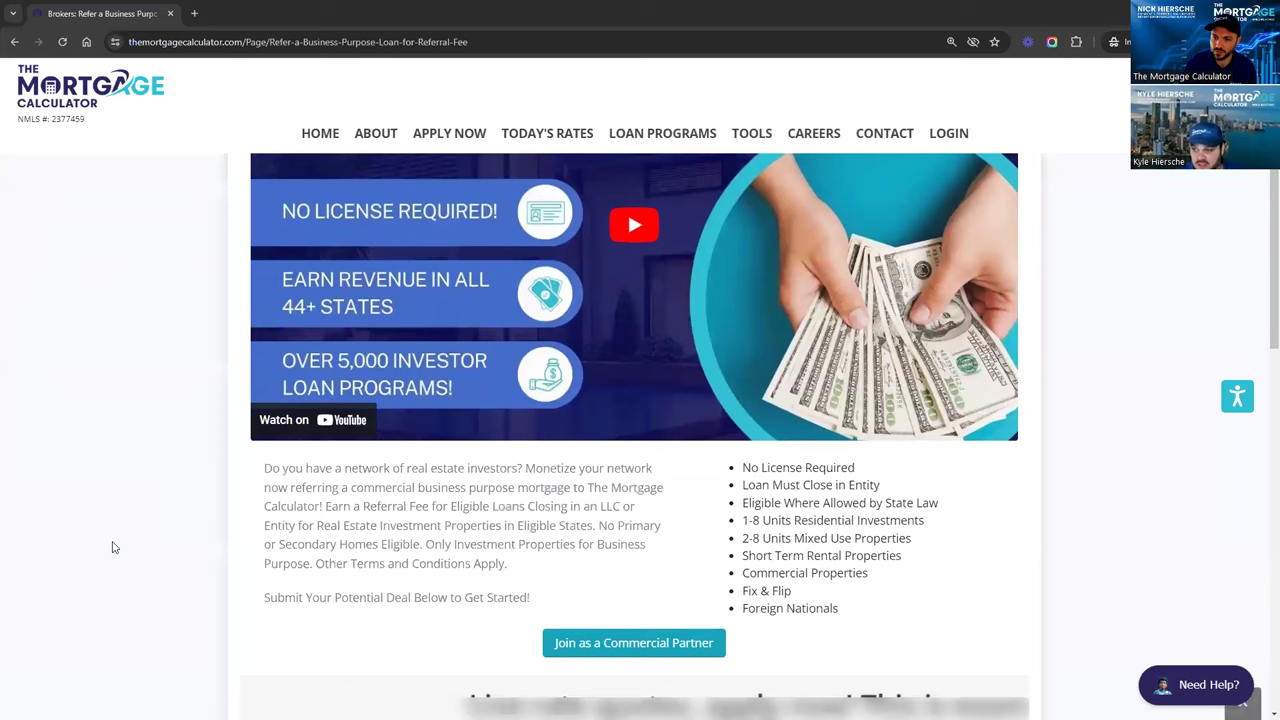 Brokers: Refer a Business Purpo
themortgagecalculator.com/Page/Refer-a-Business-Purpose-Loan-for-Referral-Fee
NICK HIERSCHE
THE MORTGAGE CALCULATOR
The Mortgage Calculator
KYLE HIERSCHE
THE MORTGAGE CALCULATOR
Kyle Hiersche
THE
MORTGAGE
CALCULATOR
NMLS #: 2377459
HOME ABOUT APPLY NOW TODAY'S RATES LOAN PROGRAMS TOOLS CAREERS CONTACT LOGIN
NO LICENSE REQUIRED!
EARN REVENUE IN ALL
44+ STATES
OVER 5,000 INVESTOR
LOAN PROGRAMS!
Watch on YouTube
Do you have a network of real estate investors? Monetize your network
now referring a commercial business purpose mortgage to The Mortgage
Calculator! Earn a Referral Fee for Eligible Loans Closing in an LLC or
Entity for Real Estate Investment Properties in Eligible States. No Primary
or Secondary Homes Eligible. Only Investment Properties for Business
Purpose. Other Terms and Conditions Apply.
Submit Your Potential Deal Below to Get Started!
No License Required
Loan Must Close in Entity
Eligible Where Allowed by State Law
1-8 Units Residential Investments
2-8 Units Mixed Use Properties
Short Term Rental Properties
Commercial Properties
Fix & Flip
Foreign Nationals
Join as a Commercial Partner
Need Help?